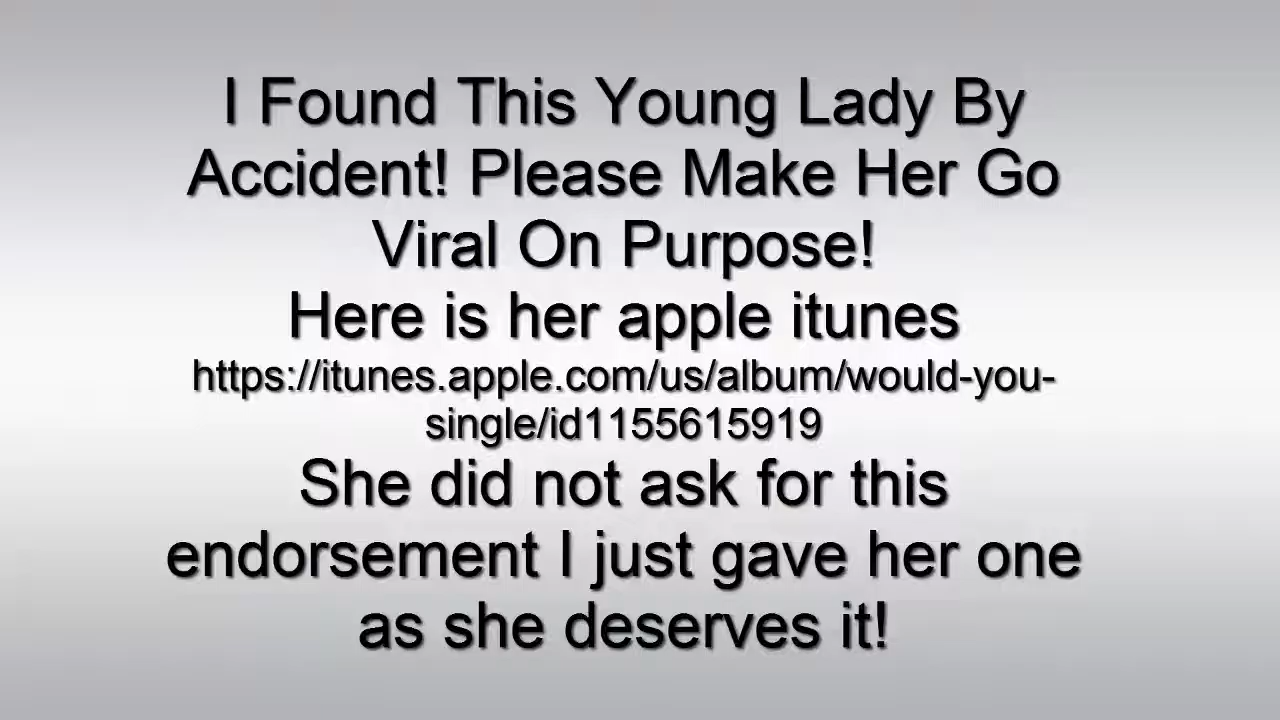 I Found This Young Lady By
Accident! Please Make Her Go
Viral On Purpose!
Here is her apple itunes
https://itunes.apple.com/us/album/would-you-
single/id1155615919
She did not ask for this
endorsement I just gave her one
as she deserves it!